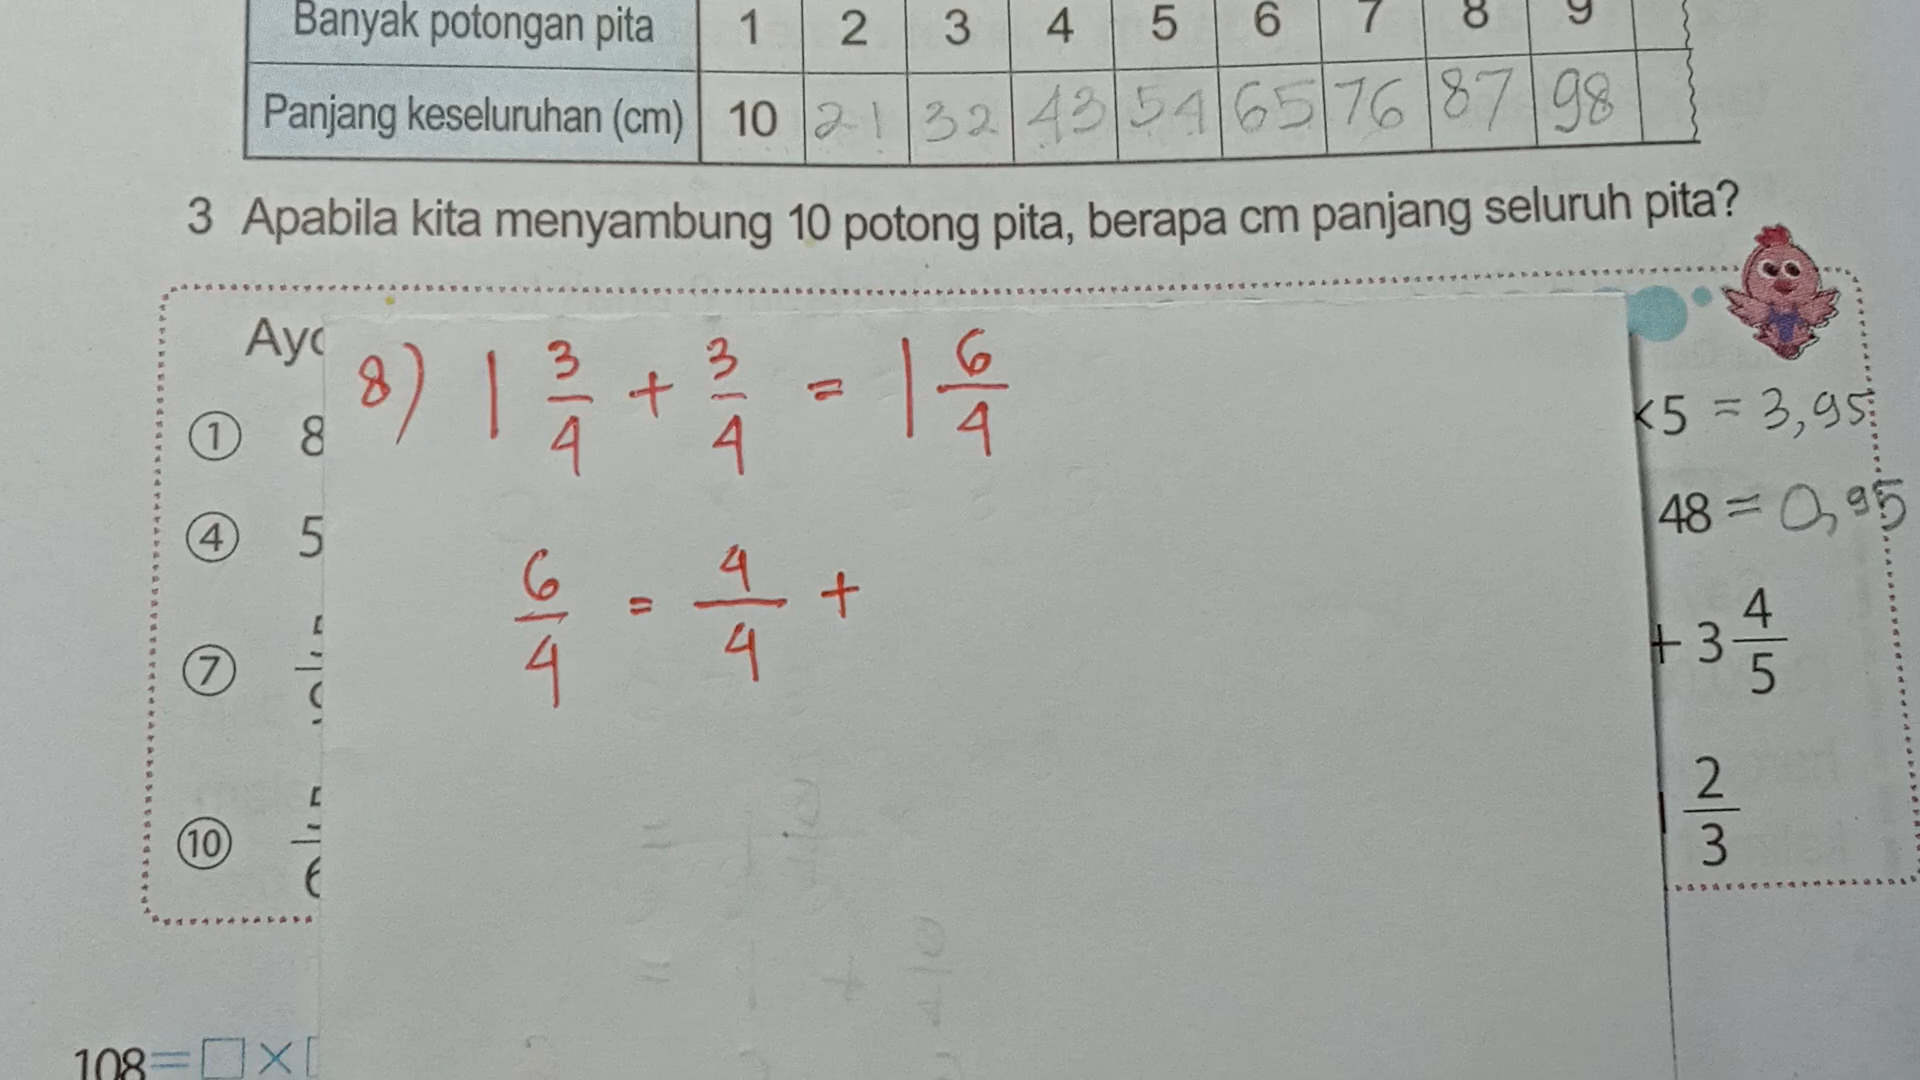 Banyak potongan pita 1 2 3 4 5 6 7 8 9
Panjang keseluruhan (cm) 10 21 32 43 54 65 76 87 98
3 Apabila kita menyambung 10 potong pita, berapa cm panjang seluruh pita?
8) 1 3/4 + 3/4 = 1 6/4
6/4 = 4/4 +
① 8
×5 = 3,95
④ 5
48 = 0,95
⑦
+ 3 4/5
⑩
2/3
108 = □ ×